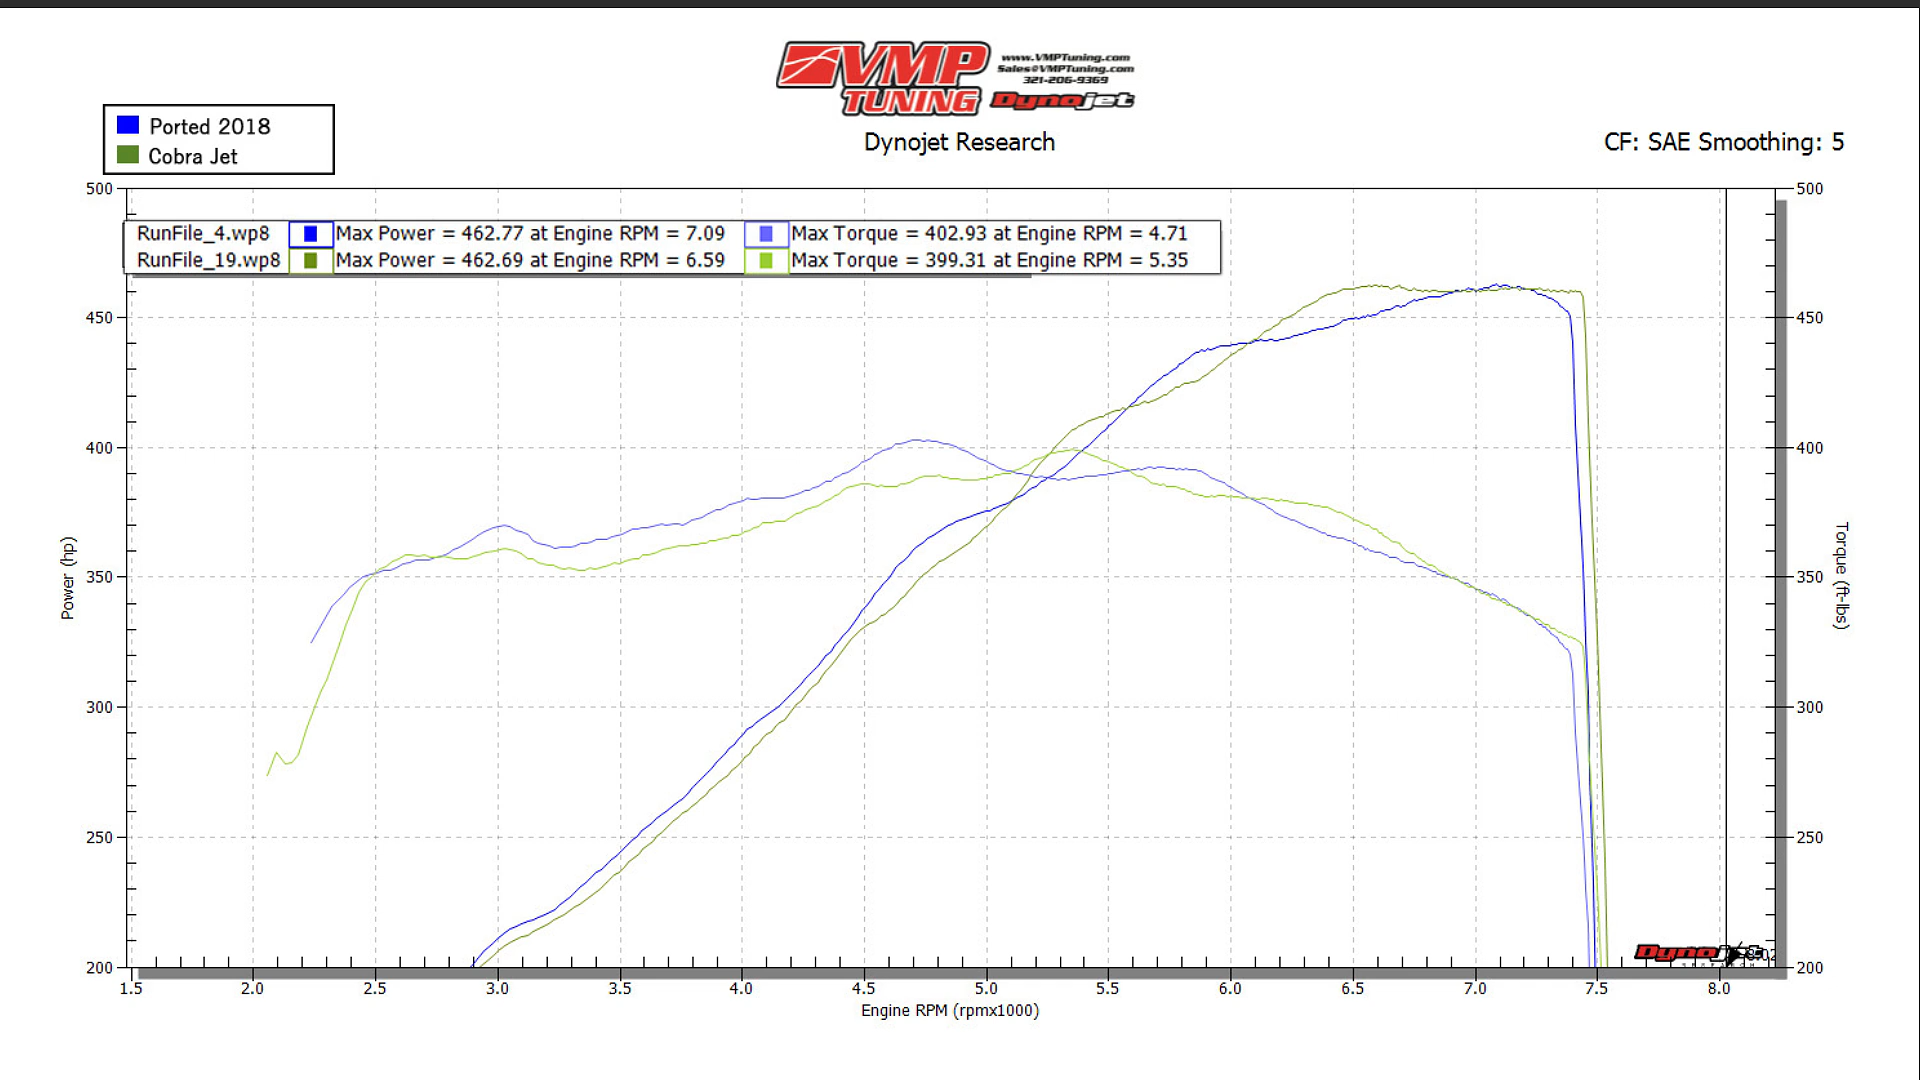 VMP
TUNING
www.VMPTuning.com
Sales@VMPTuning.com
321-206-9369
Dynojet
Ported 2018
Cobra Jet
Dynojet Research
CF: SAE Smoothing: 5
RunFile_4.wp8 Max Power = 462.77 at Engine RPM = 7.09 Max Torque = 402.93 at Engine RPM = 4.71
RunFile_19.wp8 Max Power = 462.69 at Engine RPM = 6.59 Max Torque = 399.31 at Engine RPM = 5.35
Power (hp)
500
450
400
350
300
250
200
Torque (ft-lbs)
500
450
400
350
300
250
200
1.5 2.0 2.5 3.0 3.5 4.0 4.5 5.0 5.5 6.0 6.5 7.0 7.5 8.0
Engine RPM (rpmx1000)
Dynojet